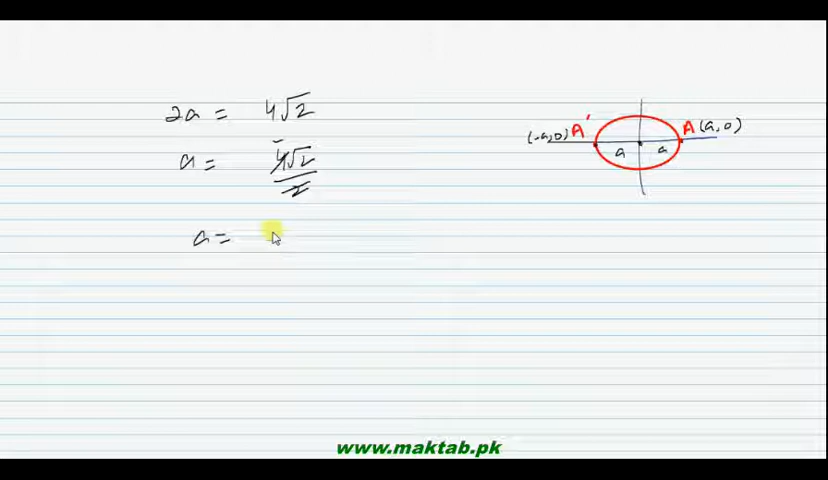 2a = 4√2
(-a,0) A' A (a,0)
a a
a = 4√2
2
a =
www.maktab.pk